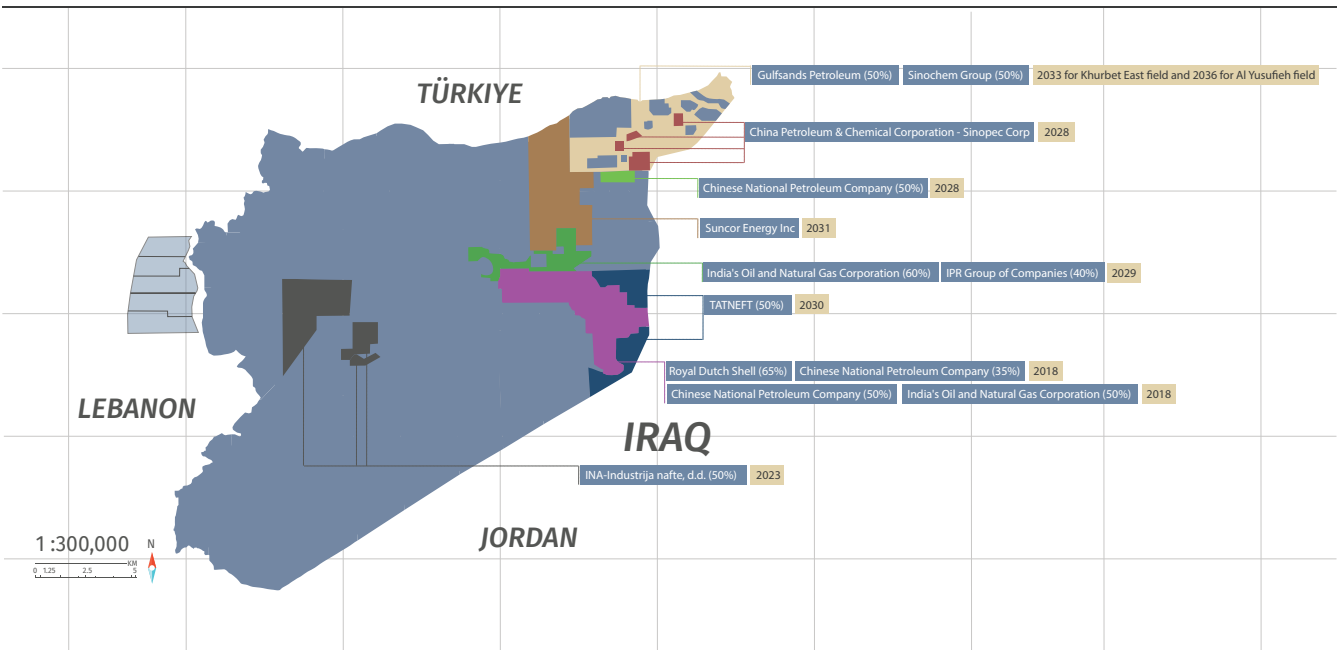 TÜRKIYE
Gulfsands Petroleum (50%) Sinochem Group (50%) 2033 for Khurbet East field and 2036 for Al Yusufieh field
China Petroleum & Chemical Corporation - Sinopec Corp 2028
Chinese National Petroleum Company (50%) 2028
Suncor Energy Inc 2031
India's Oil and Natural Gas Corporation (60%) IPR Group of Companies (40%) 2029
TATNEFT (50%) 2030
Royal Dutch Shell (65%) Chinese National Petroleum Company (35%) 2018
Chinese National Petroleum Company (50%) India's Oil and Natural Gas Corporation (50%) 2018
LEBANON
IRAQ
INA-Industrija nafte, d.d. (50%) 2023
JORDAN
1 :300,000 N
KM
0 1.25 2.5 5